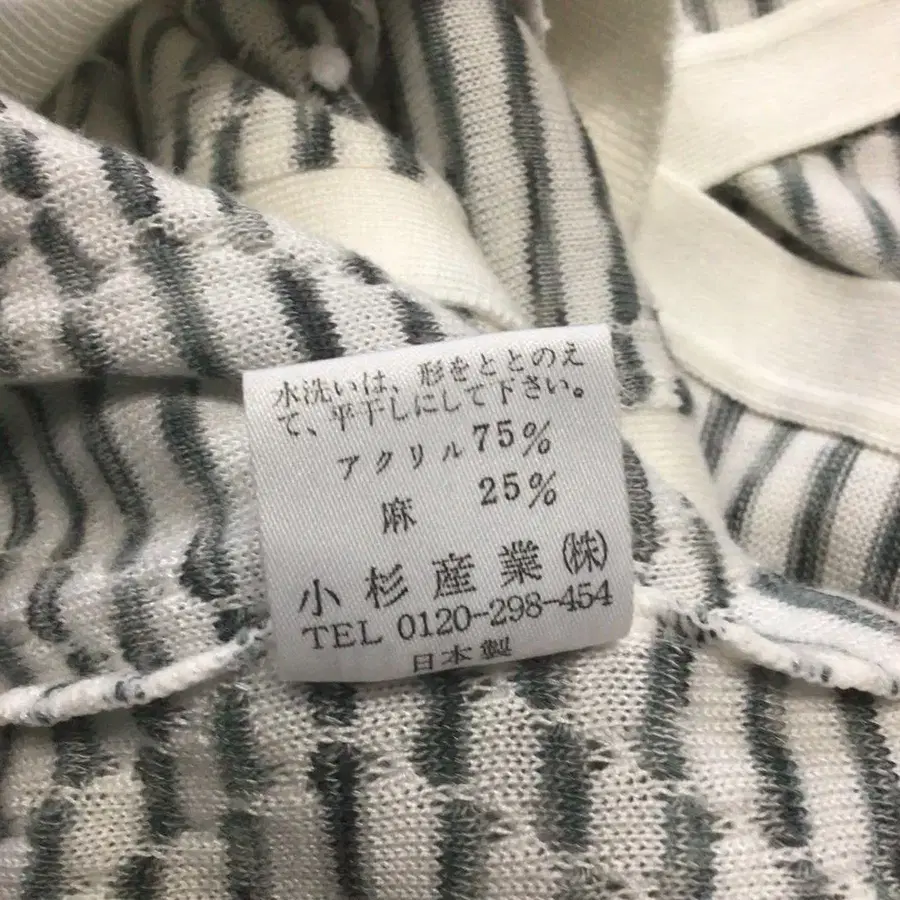 水洗いは、形をととのえ
て、平干しにして下さい。
アクリル 75%
麻 25%
小杉産業(株)
TEL 0120-298-454
日本製